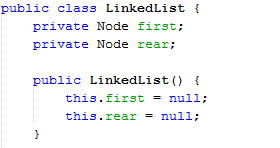 public class LinkedList {
    private Node first;
    private Node rear;

    public LinkedList() {
        this.first = null;
        this.rear = null;
    }